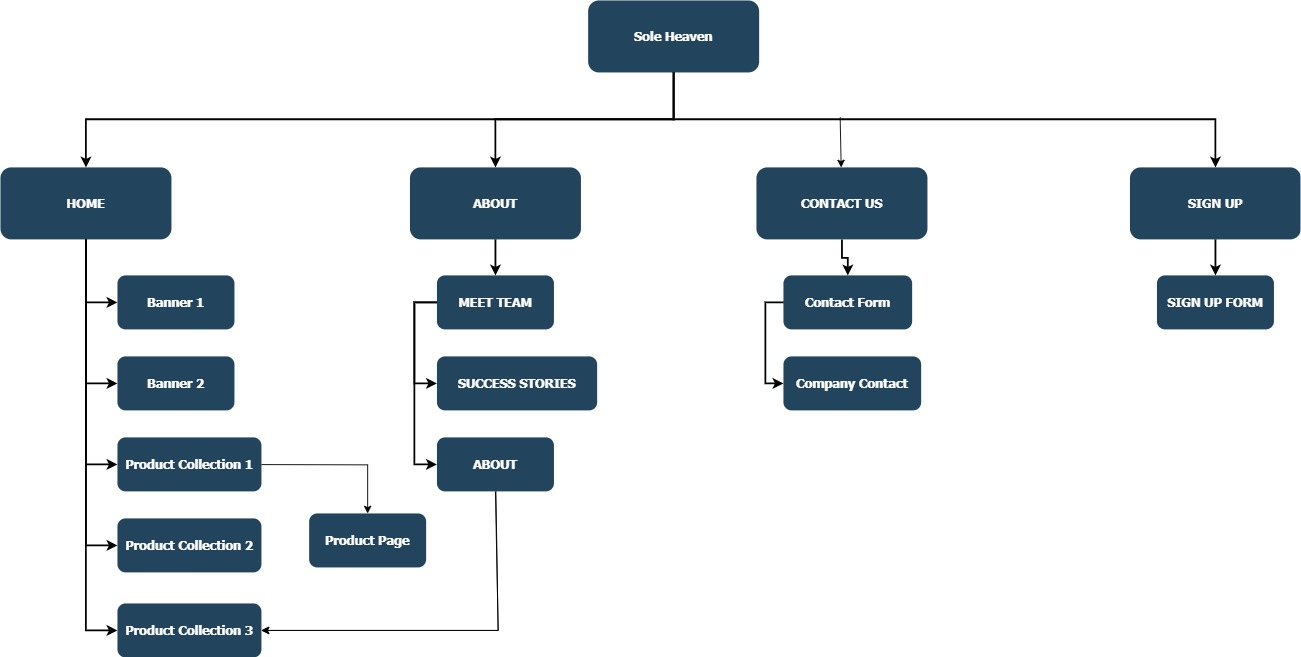 Sole Heaven
HOME
ABOUT
CONTACT US
SIGN UP
Banner 1
MEET TEAM
Contact Form
SIGN UP FORM
Banner 2
SUCCESS STORIES
Company Contact
Product Collection 1
ABOUT
Product Page
Product Collection 2
Product Collection 3